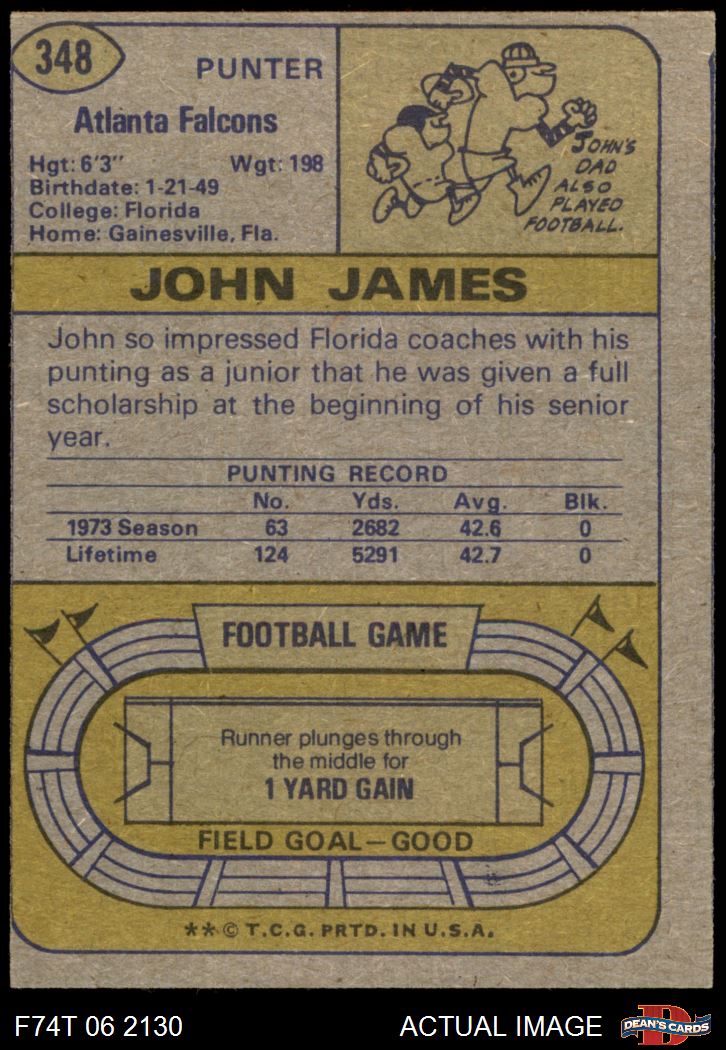 348
PUNTER
Atlanta Falcons
Hgt: 6'3" Wgt: 198
Birthdate: 1-21-49
College: Florida
Home: Gainesville, Fla.
JOHN'S
DAD
ALSO
PLAYED
FOOTBALL.
JOHN JAMES
John so impressed Florida coaches with his
punting as a junior that he was given a full
scholarship at the beginning of his senior
year.
PUNTING RECORD
No. Yds. Avg. Blk.
1973 Season 63 2682 42.6 0
Lifetime 124 5291 42.7 0
FOOTBALL GAME
Runner plunges through
the middle for
1 YARD GAIN
FIELD GOAL—GOOD
**© T.C.G. PRTD. IN U.S.A.
F74T 06 2130 ACTUAL IMAGE
D
DEAN'S CARDS